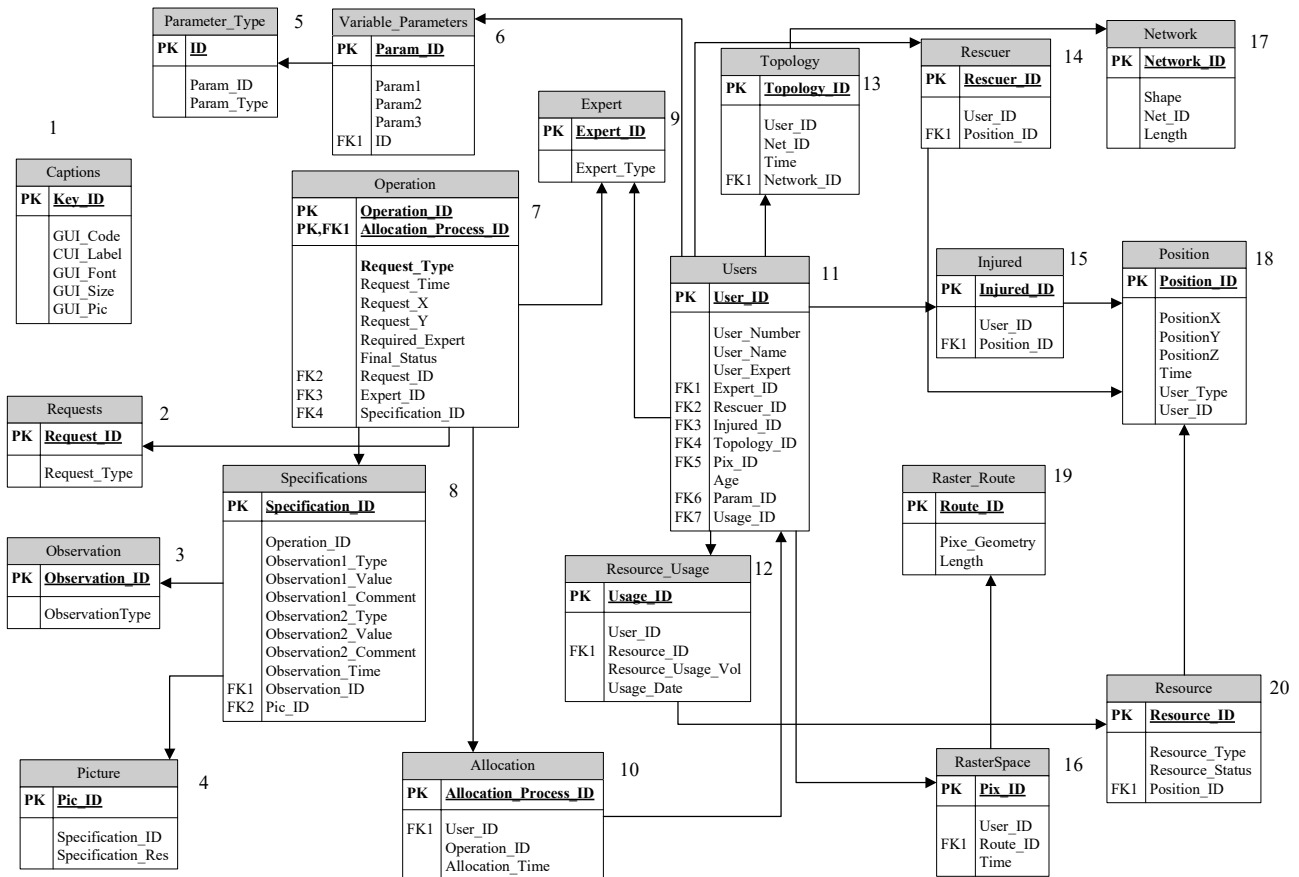 Parameter_Type
5
PK ID
Param_ID
Param_Type
Variable_Parameters
6
PK Param_ID
Param1
Param2
Param3
FK1 ID
Topology
13
PK Topology_ID
User_ID
Net_ID
Time
FK1 Network_ID
Rescuer
14
PK Rescuer_ID
User_ID
FK1 Position_ID
Network
17
PK Network_ID
Shape
Net_ID
Length
Expert
9
PK Expert_ID
Expert_Type
1
Captions
PK Key_ID
GUI_Code
CUI_Label
GUI_Font
GUI_Size
GUI_Pic
Operation
7
PK Operation_ID
PK,FK1 Allocation_Process_ID
Request_Type
Request_Time
Request_X
Request_Y
Required_Expert
Final_Status
FK2 Request_ID
FK3 Expert_ID
FK4 Specification_ID
Users
11
PK User_ID
User_Number
User_Name
User_Expert
FK1 Expert_ID
FK2 Rescuer_ID
FK3 Injured_ID
FK4 Topology_ID
FK5 Pix_ID
Age
FK6 Param_ID
FK7 Usage_ID
Injured
15
PK Injured_ID
User_ID
FK1 Position_ID
Position
18
PK Position_ID
PositionX
PositionY
PositionZ
Time
User_Type
User_ID
Requests
2
PK Request_ID
Request_Type
Specifications
8
PK Specification_ID
Operation_ID
Observation1_Type
Observation1_Value
Observation1_Comment
Observation2_Type
Observation2_Value
Observation2_Comment
Observation_Time
FK1 Observation_ID
FK2 Pic_ID
Raster_Route
19
PK Route_ID
Pixe_Geometry
Length
Observation
3
PK Observation_ID
ObservationType
Resource_Usage
12
PK Usage_ID
User_ID
FK1 Resource_ID
Resource_Usage_Vol
Usage_Date
Resource
20
PK Resource_ID
Resource_Type
Resource_Status
FK1 Position_ID
Picture
4
PK Pic_ID
Specification_ID
Specification_Res
Allocation
10
PK Allocation_Process_ID
FK1 User_ID
Operation_ID
Allocation_Time
RasterSpace
16
PK Pix_ID
User_ID
FK1 Route_ID
Time